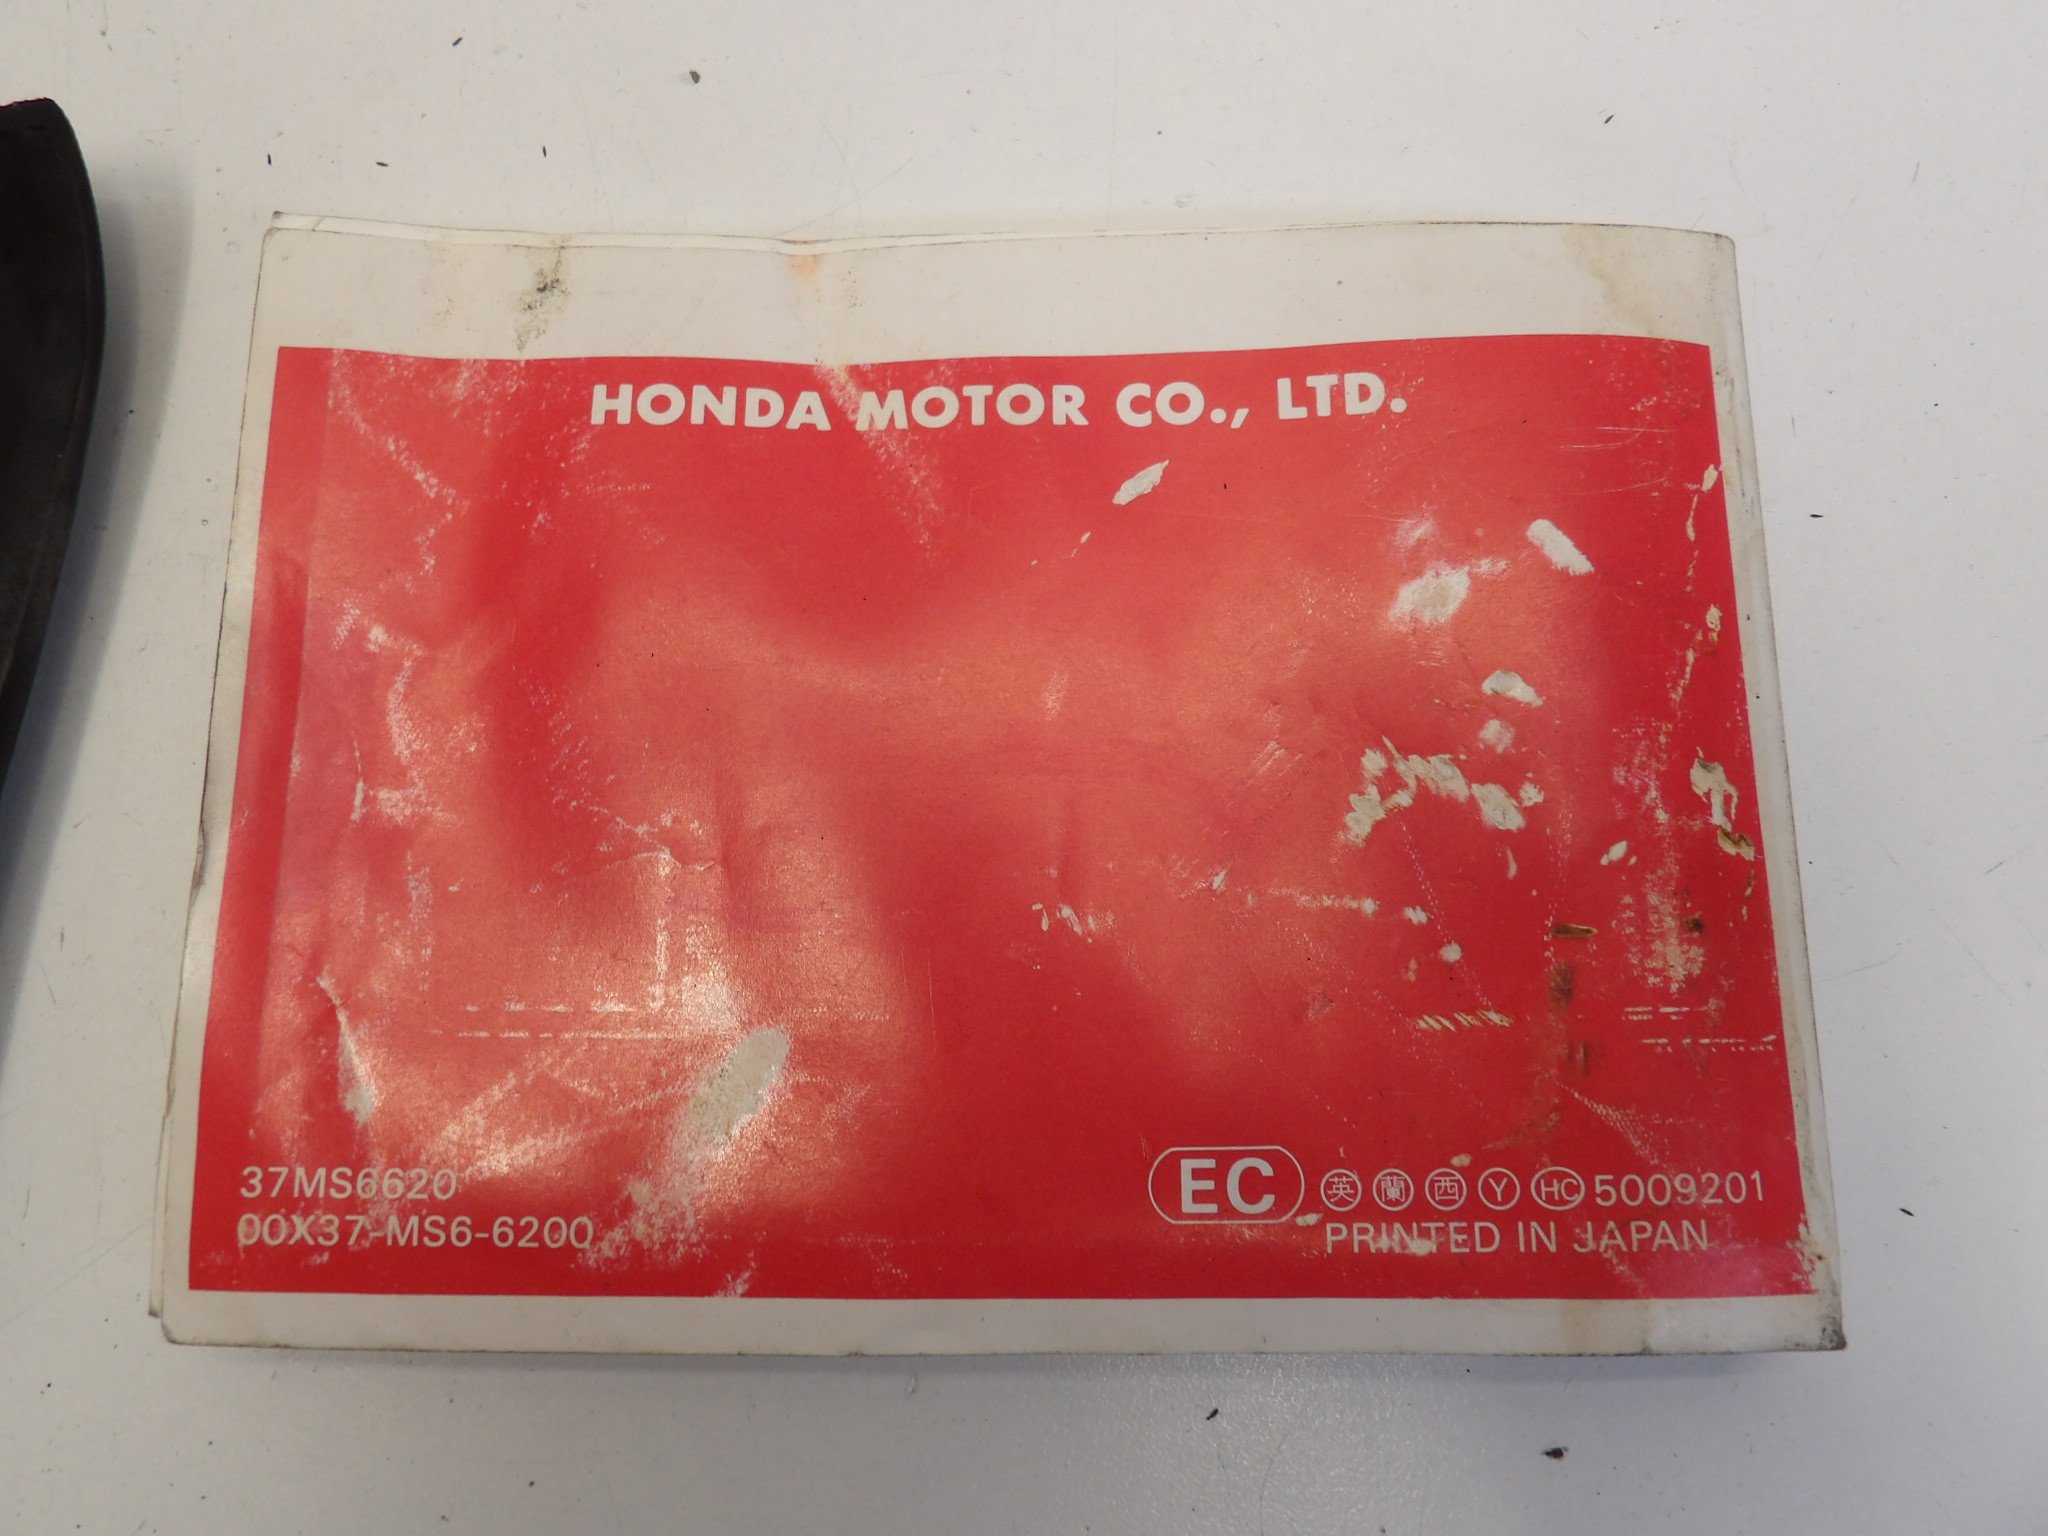 HONDA MOTOR CO., LTD.
37MS6620
00X37-MS6-6200
EC 英 蘭 西 Y HC 5009201
PRINTED IN JAPAN